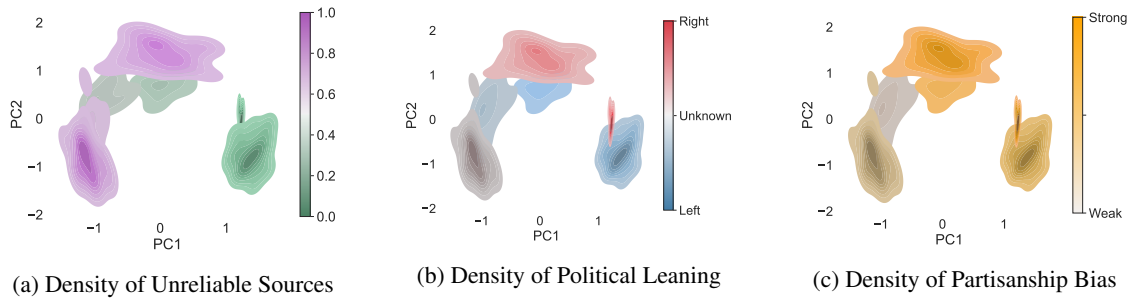 2
1
0
−1
−2
PC2
−1
0
1
PC1
1.0
0.8
0.6
0.4
0.2
0.0
(a) Density of Unreliable Sources
2
1
0
−1
−2
PC2
−1
0
1
PC1
Right
Unknown
Left
(b) Density of Political Leaning
2
1
0
−1
−2
PC2
−1
0
1
PC1
Strong
Weak
(c) Density of Partisanship Bias